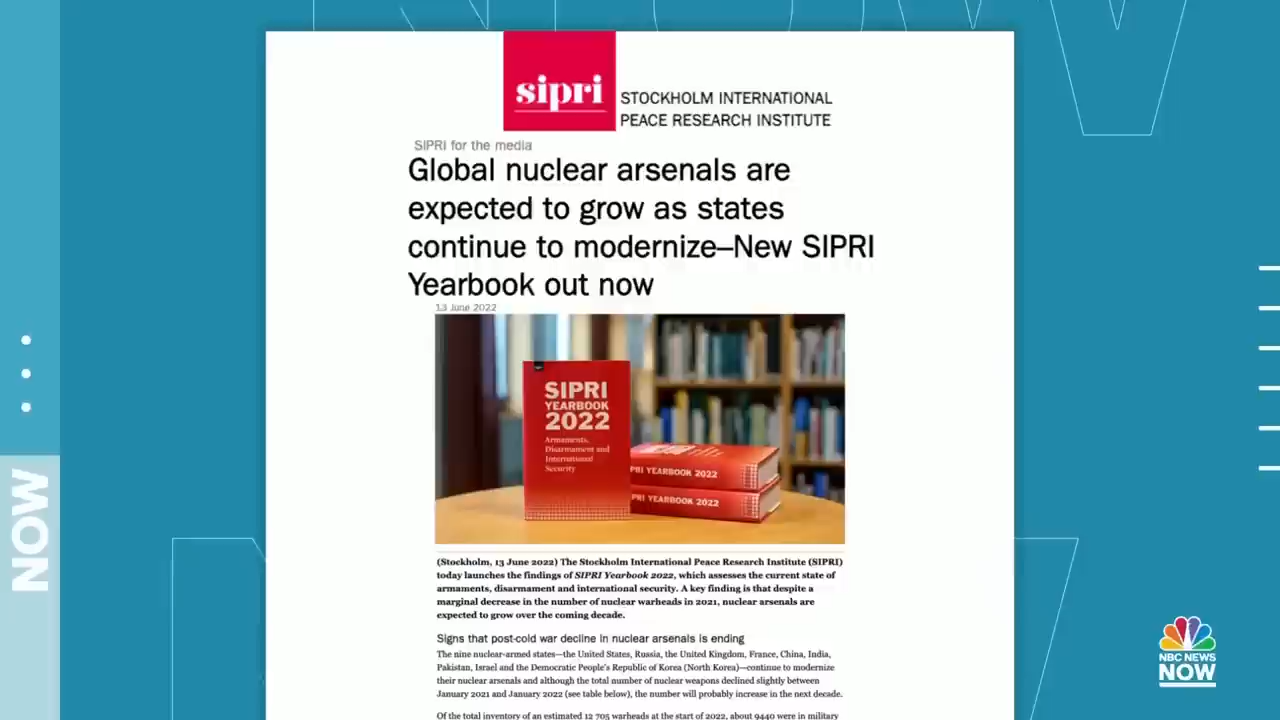 sipri
STOCKHOLM INTERNATIONAL
PEACE RESEARCH INSTITUTE
SIPRI for the media
Global nuclear arsenals are
expected to grow as states
continue to modernize–New SIPRI
Yearbook out now
13 June 2022
SIPRI
YEARBOOK
2022
Armaments,
Disarmament and
International
Security
PRI YEARBOOK 2022
PRI YEARBOOK 2022
(Stockholm, 13 June 2022) The Stockholm International Peace Research Institute (SIPRI)
today launches the findings of SIPRI Yearbook 2022, which assesses the current state of
armaments, disarmament and international security. A key finding is that despite a
marginal decrease in the number of nuclear warheads in 2021, nuclear arsenals are
expected to grow over the coming decade.
Signs that post-cold war decline in nuclear arsenals is ending
The nine nuclear-armed states—the United States, Russia, the United Kingdom, France, China, India,
Pakistan, Israel and the Democratic People's Republic of Korea (North Korea)—continue to modernize
their nuclear arsenals and although the total number of nuclear weapons declined slightly between
January 2021 and January 2022 (see table below), the number will probably increase in the next decade.
Of the total inventory of an estimated 12 705 warheads at the start of 2022, about 9440 were in military
NOW
NBC NEWS
NOW